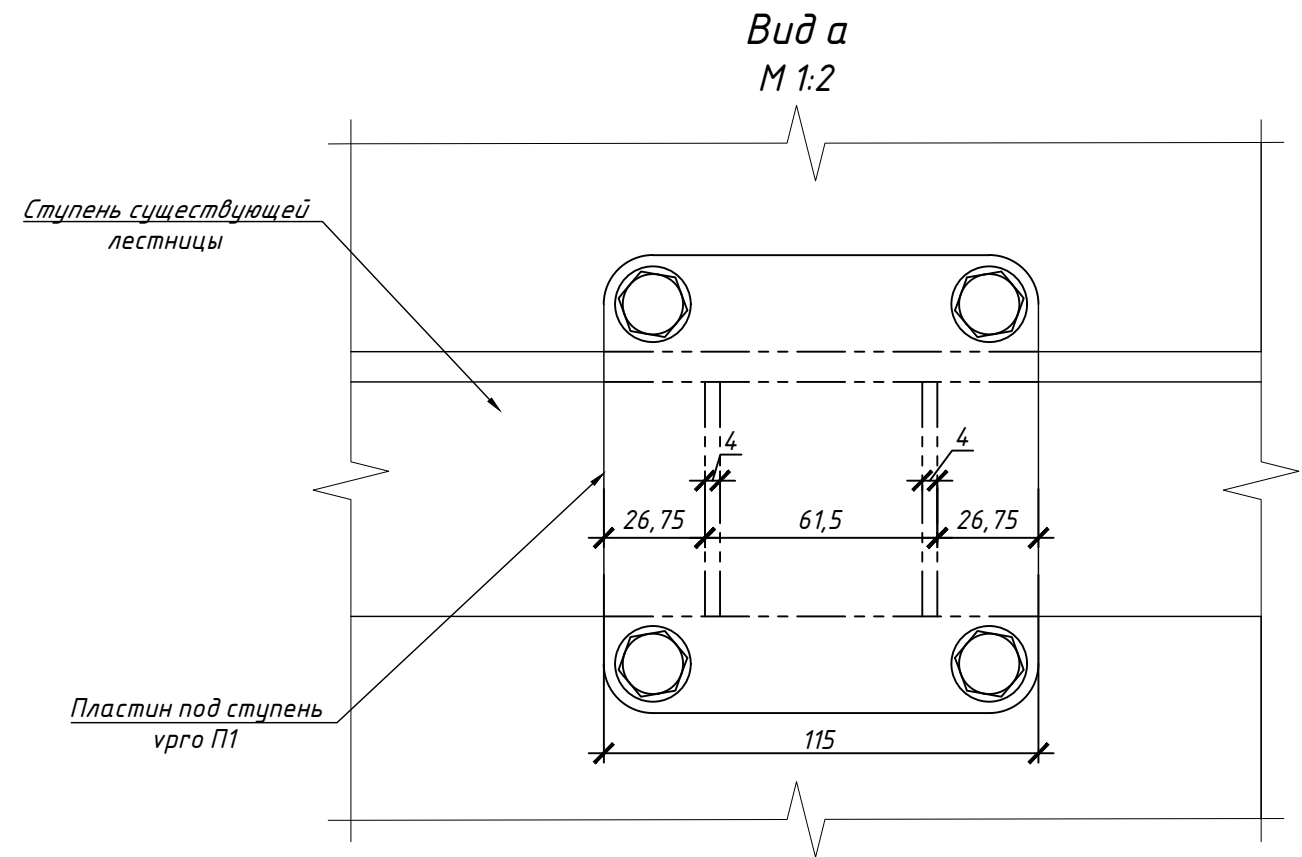 Вид а
М 1:2
Ступень существующей
лестницы
4
4
26,75
61,5
26,75
Пластин под ступень
vpго П1
115